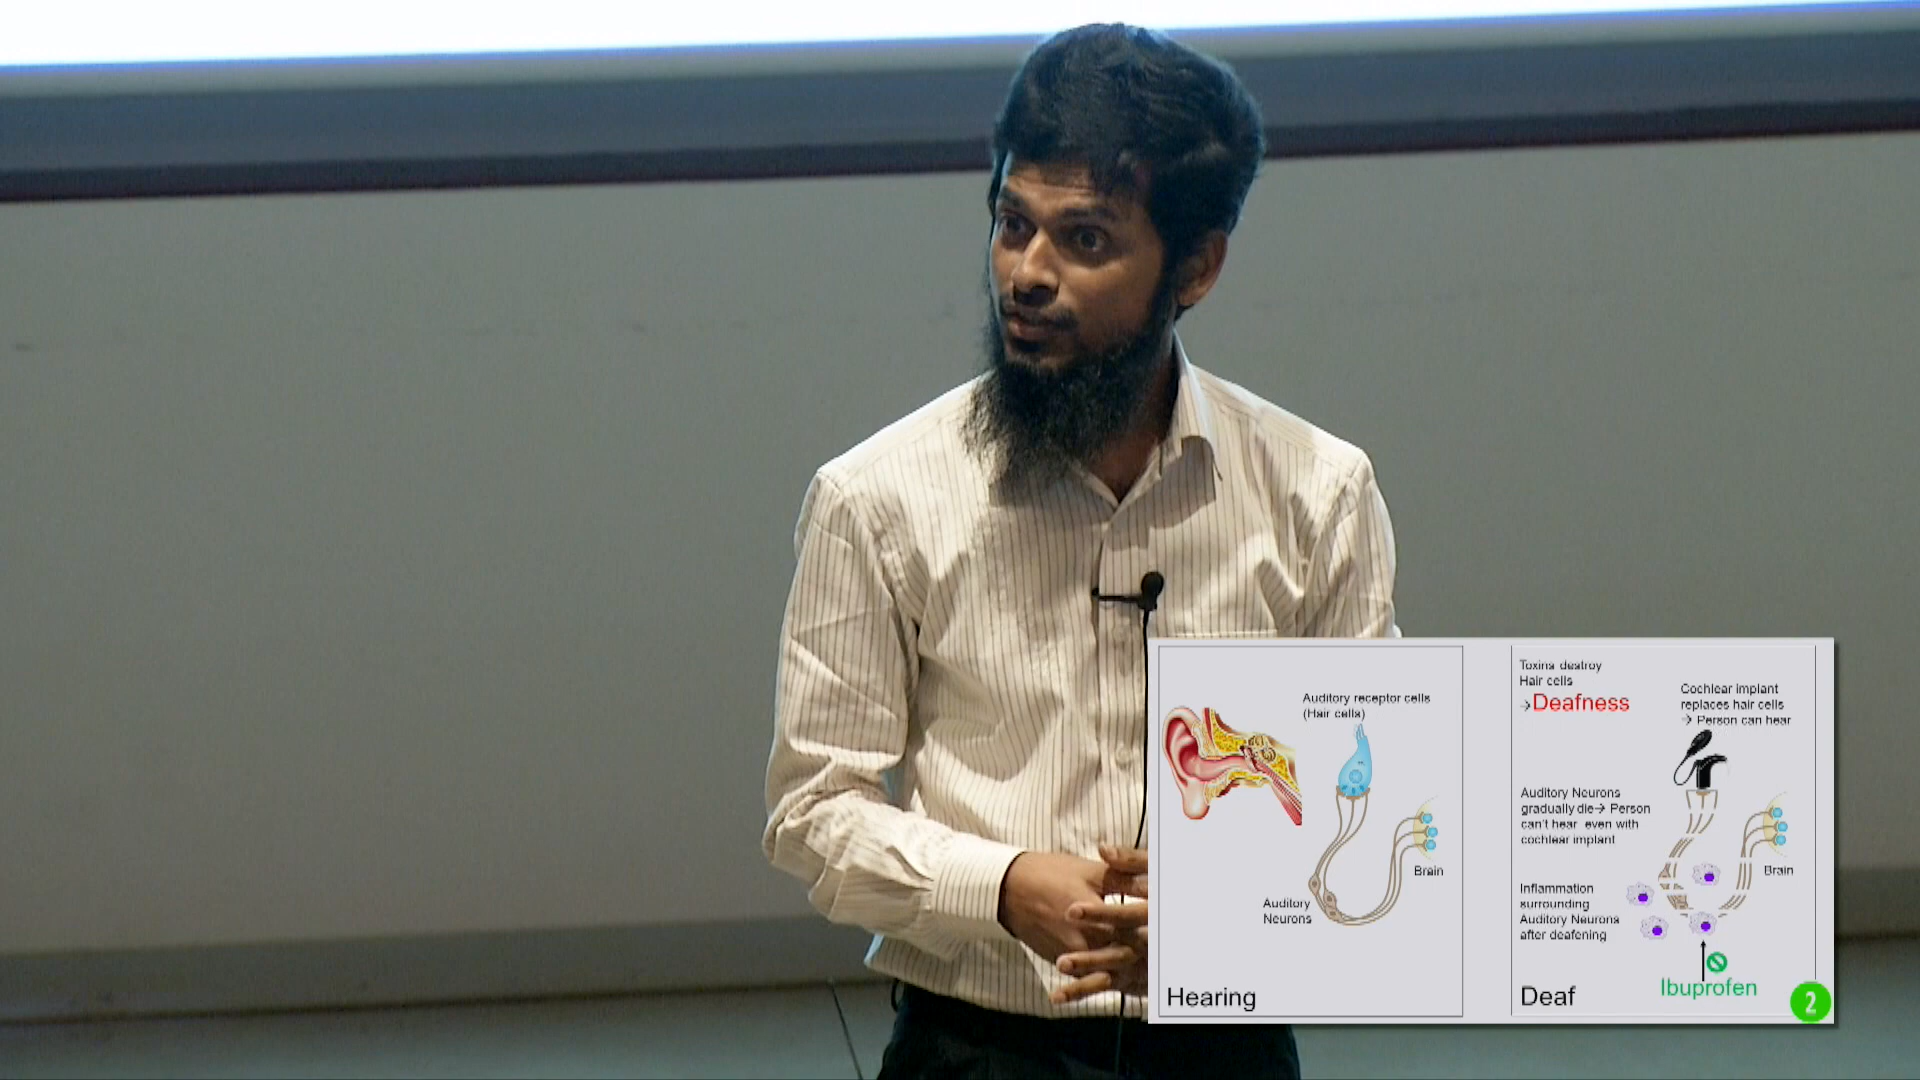 Auditory receptor cells
(Hair cells)
Brain
Auditory
Neurons
Hearing
Toxins destroy
Hair cells
→Deafness
Cochlear implant
replaces hair cells
→ Person can hear
Auditory Neurons
gradually die→ Person
can't hear even with
cochlear implant
Brain
Inflammation
surrounding
Auditory Neurons
after deafening
Ibuprofen
Deaf
2